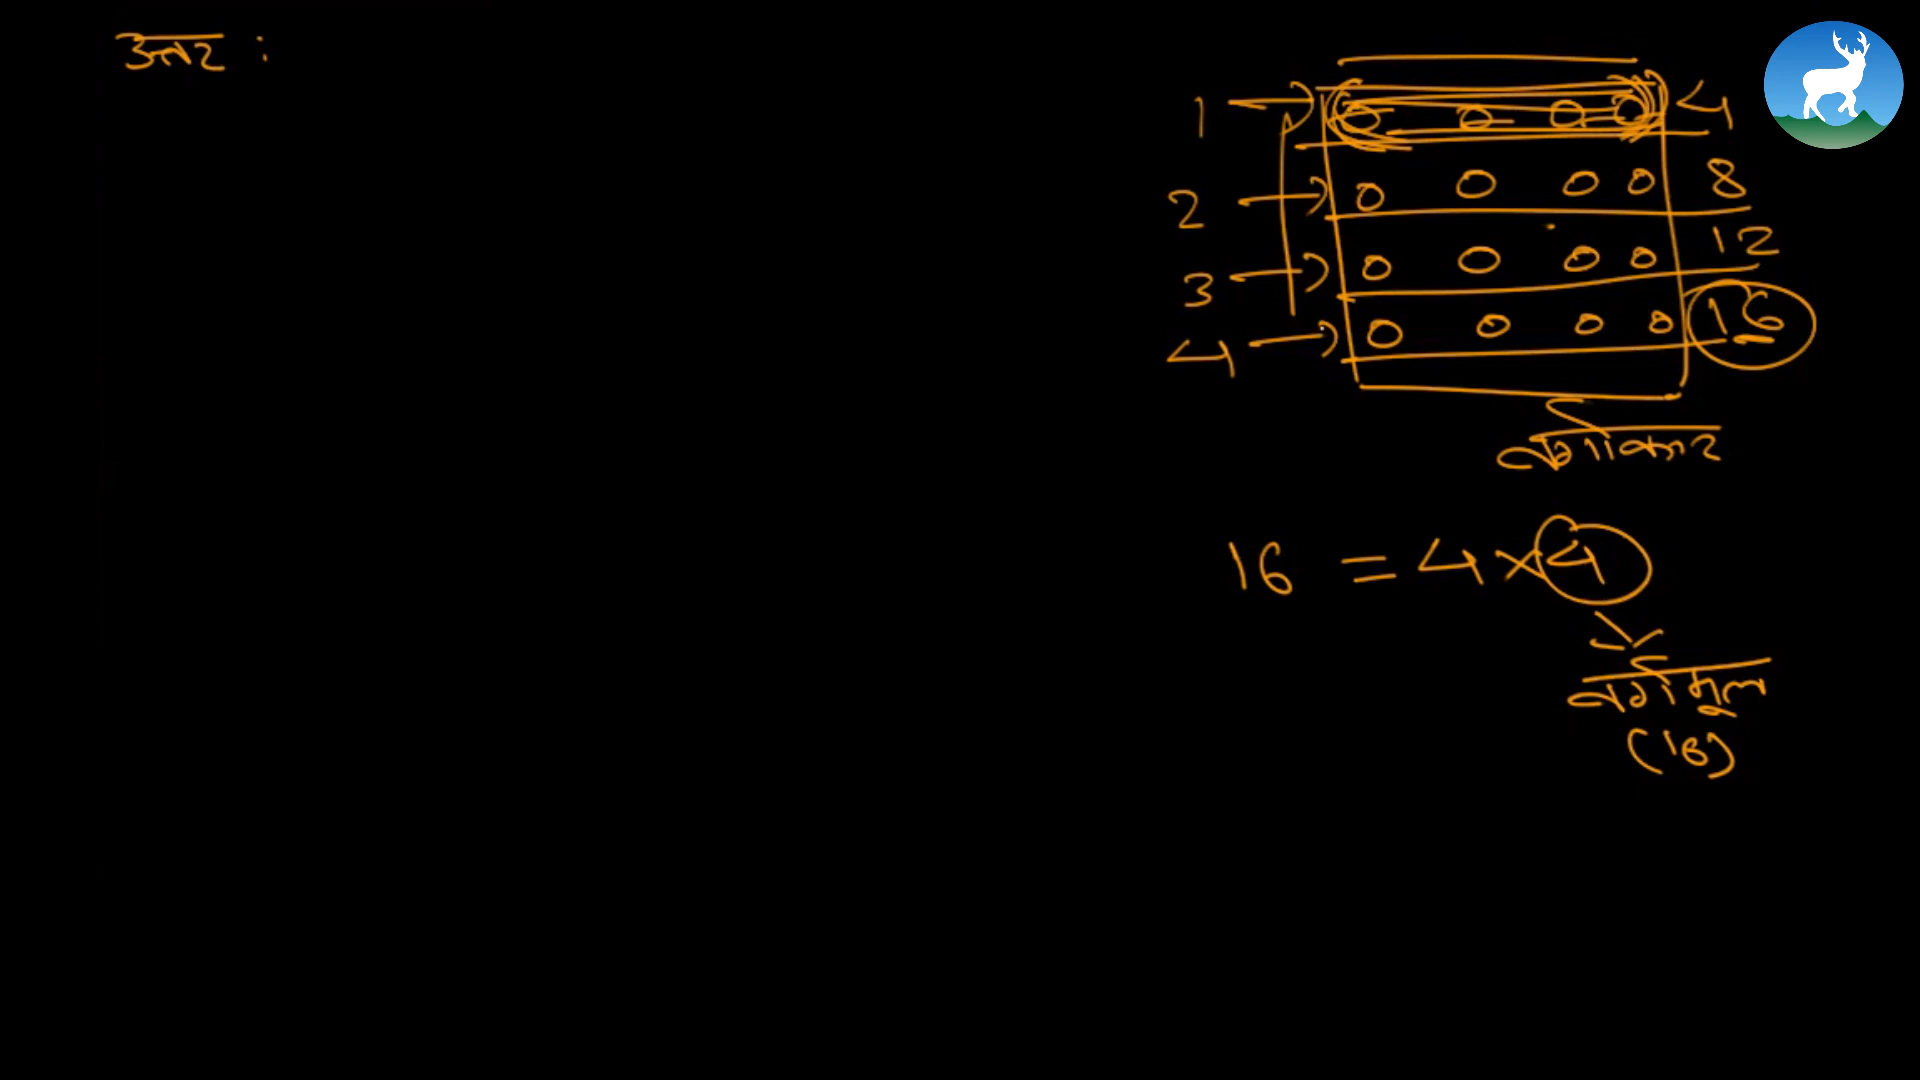 उत्तर :
1 → 4
2 → 8
3 → 12
4 → 16
वर्गाकार
16 = 4 × 4
वर्गमूल
(16)